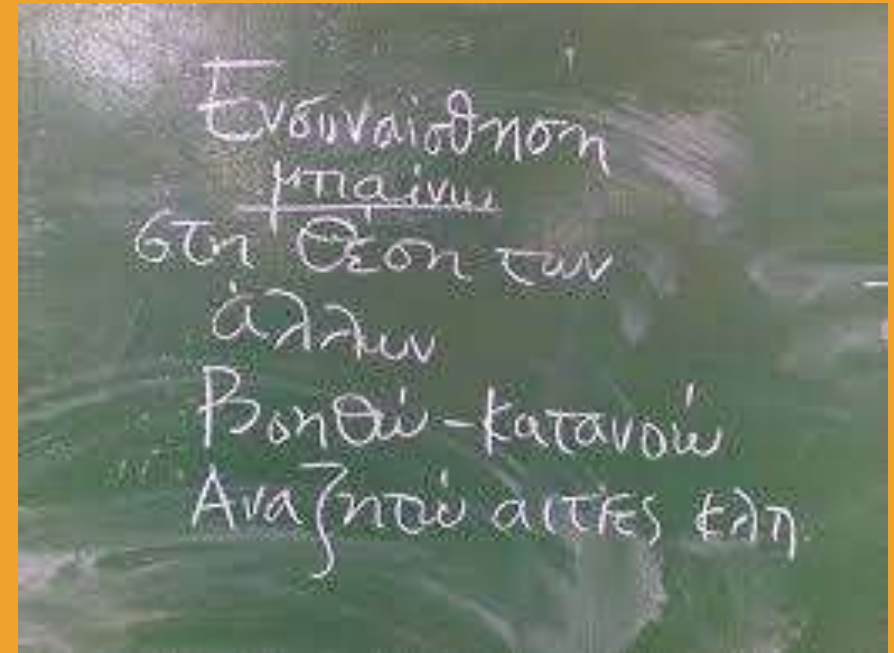 Ενσυναίσθηση
μπαίνω
στη θέση των
άλλων
Βοηθώ-κατανοώ
Αναζητώ αιτίες κλπ